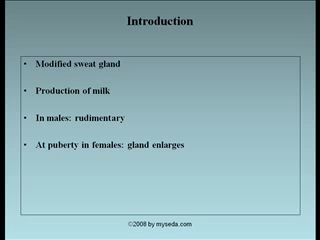 Introduction
• Modified sweat gland
• Production of milk
• In males: rudimentary
• At puberty in females: gland enlarges
©2008 by myseda.com